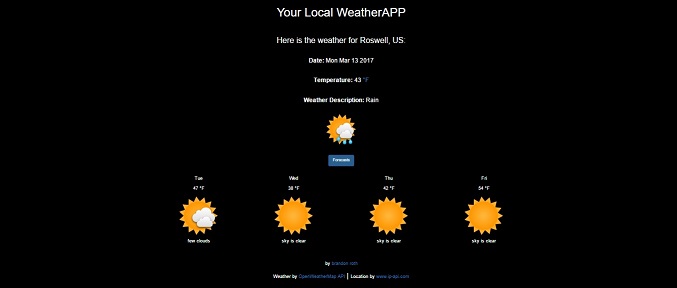 Your Local WeatherAPP
Here is the weather for Roswell, US:
Date: Mon Mar 13 2017
Temperature: 43 °F
Weather Description: Rain
Forecasts
Tue Wed Thu Fri
47 °F 38 °F 42 °F 54 °F
few clouds sky is clear sky is clear sky is clear
by brandon
Weather by OpenWeatherMap API | Location by www.ip-api.com